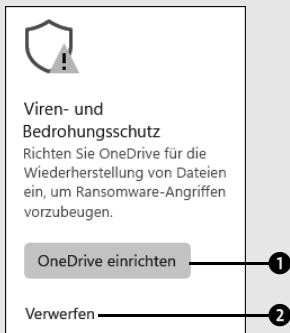 Viren- und
Bedrohungsschutz
Richten Sie OneDrive für die
Wiederherstellung von Dateien
ein, um Ransomware-Angriffen
vorzubeugen.
OneDrive einrichten
1
Verwerfen
2